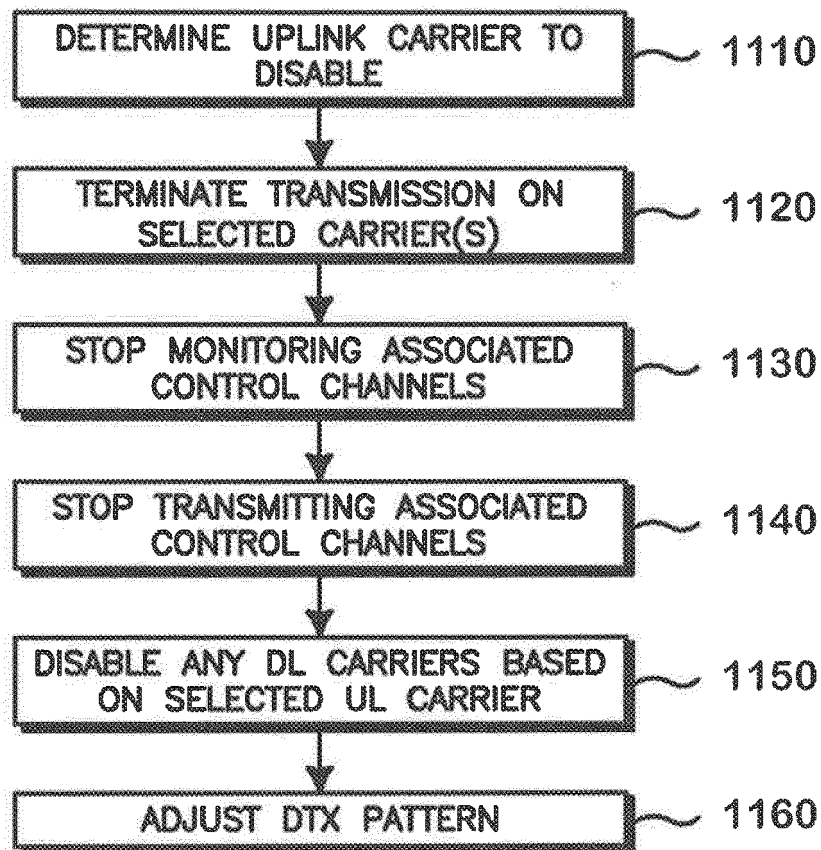 DETERMINE UPLINK CARRIER TO
DISABLE
1110
TERMINATE TRANSMISSION ON
SELECTED CARRIER(S)
1120
STOP MONITORING ASSOCIATED
CONTROL CHANNELS
1130
STOP TRANSMITTING ASSOCIATED
CONTROL CHANNELS
1140
DISABLE ANY DL CARRIERS BASED
ON SELECTED UL CARRIER
1150
ADJUST DTX PATTERN
1160